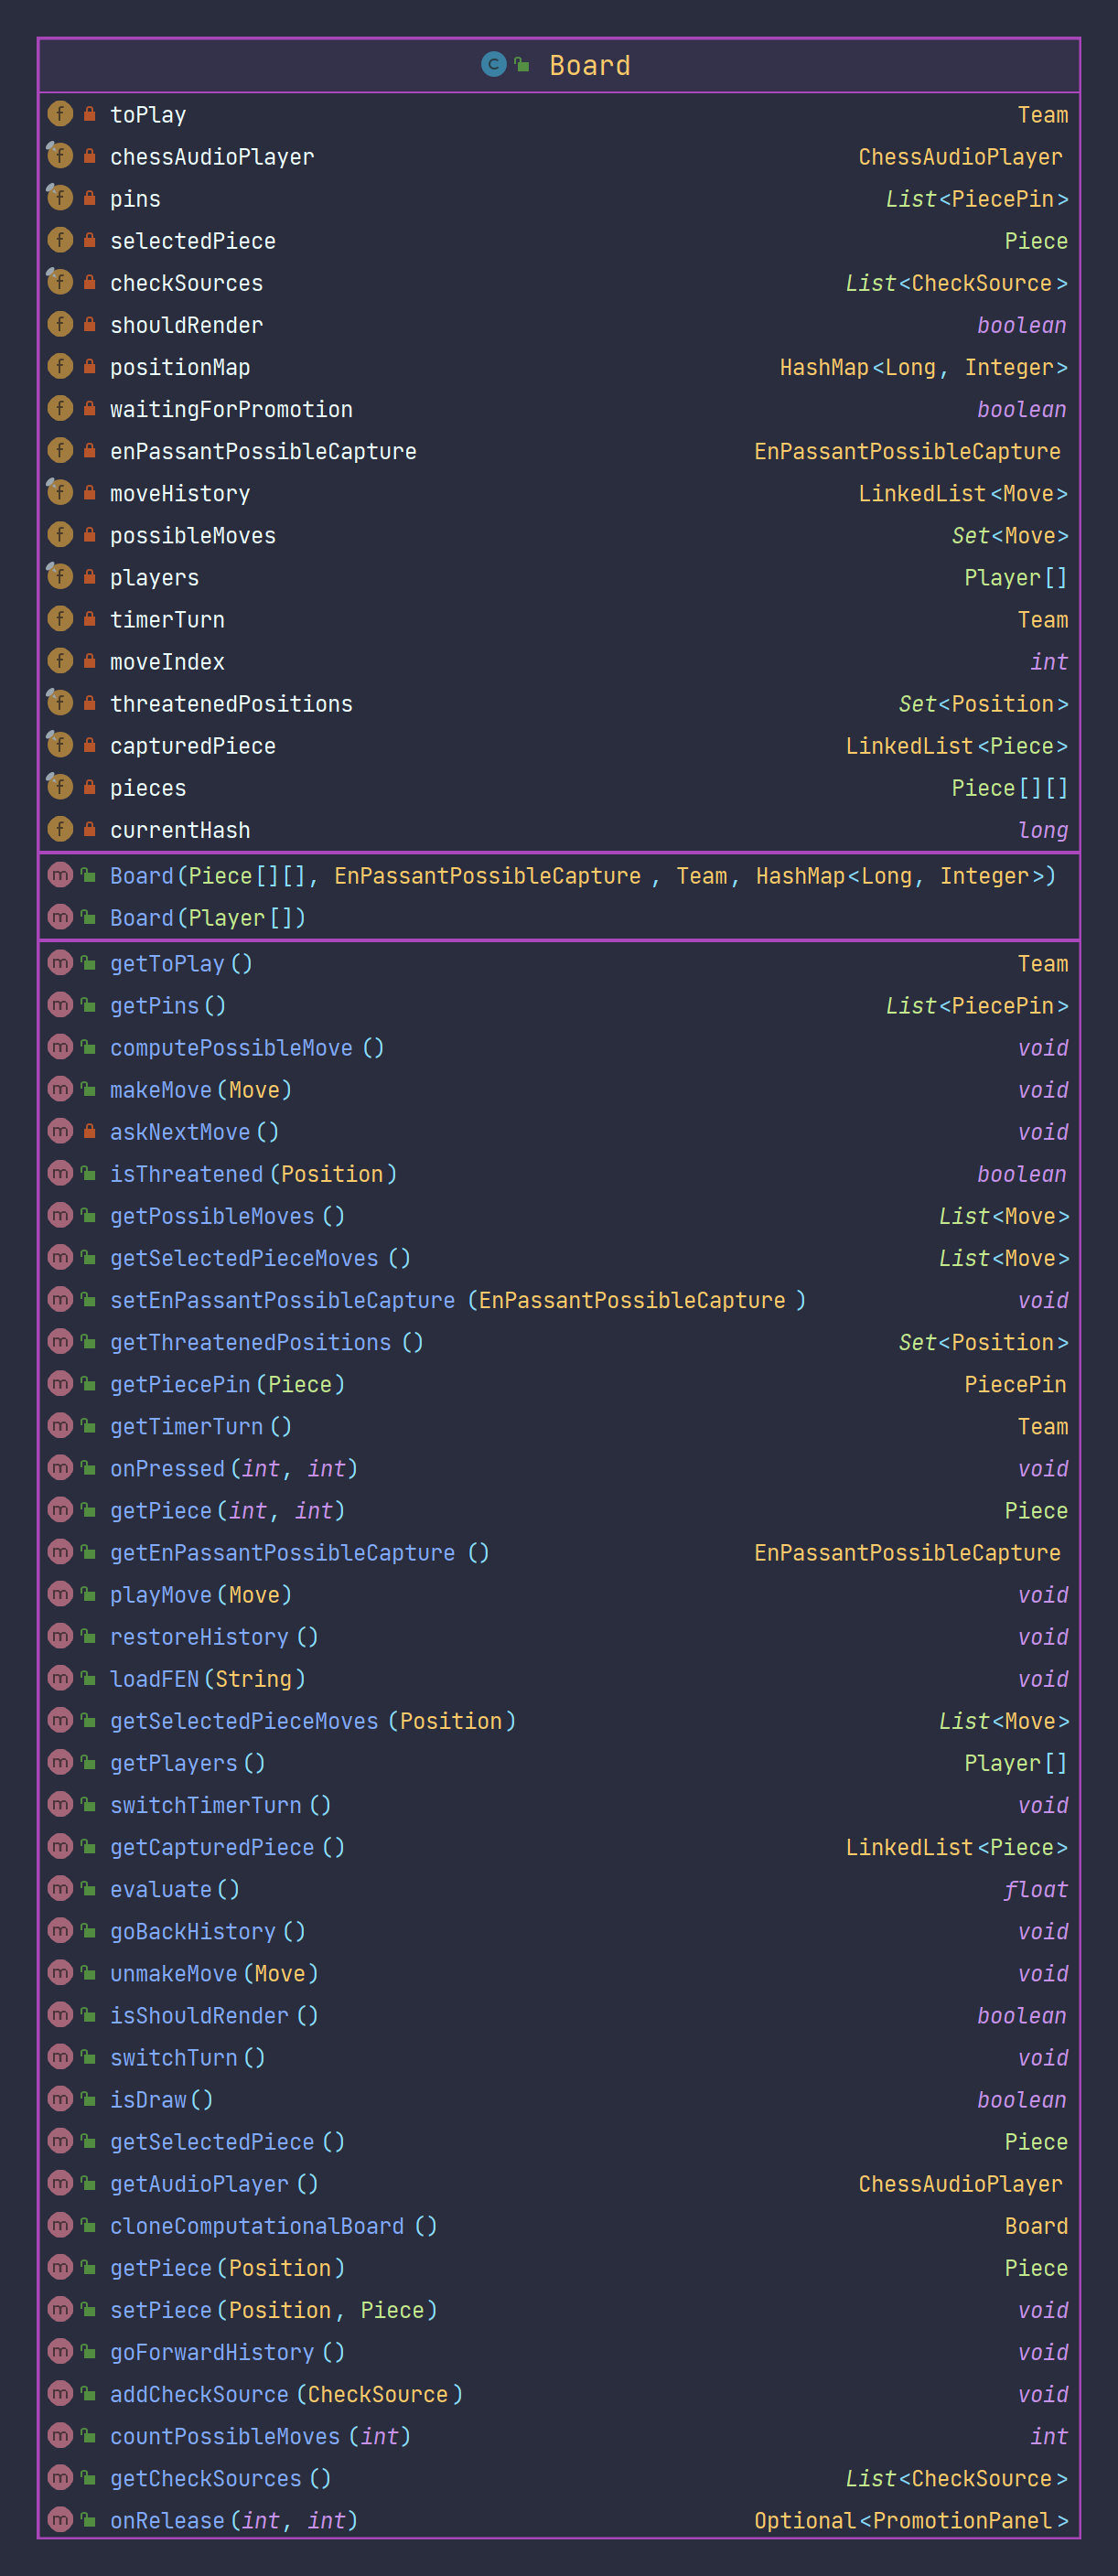 Board
toPlay Team
chessAudioPlayer ChessAudioPlayer
pins List<PiecePin>
selectedPiece Piece
checkSources List<CheckSource>
shouldRender boolean
positionMap HashMap<Long, Integer>
waitingForPromotion boolean
enPassantPossibleCapture EnPassantPossibleCapture
moveHistory LinkedList<Move>
possibleMoves Set<Move>
players Player[]
timerTurn Team
moveIndex int
threatenedPositions Set<Position>
capturedPiece LinkedList<Piece>
pieces Piece[][]
currentHash long
Board(Piece[][], EnPassantPossibleCapture, Team, HashMap<Long, Integer>)
Board(Player[])
getToPlay() Team
getPins() List<PiecePin>
computePossibleMove() void
makeMove(Move) void
askNextMove() void
isThreatened(Position) boolean
getPossibleMoves() List<Move>
getSelectedPieceMoves() List<Move>
setEnPassantPossibleCapture(EnPassantPossibleCapture) void
getThreatenedPositions() Set<Position>
getPiecePin(Piece) PiecePin
getTimerTurn() Team
onPressed(int, int) void
getPiece(int, int) Piece
getEnPassantPossibleCapture() EnPassantPossibleCapture
playMove(Move) void
restoreHistory() void
loadFEN(String) void
getSelectedPieceMoves(Position) List<Move>
getPlayers() Player[]
switchTimerTurn() void
getCapturedPiece() LinkedList<Piece>
evaluate() float
goBackHistory() void
unmakeMove(Move) void
isShouldRender() boolean
switchTurn() void
isDraw() boolean
getSelectedPiece() Piece
getAudioPlayer() ChessAudioPlayer
cloneComputationalBoard() Board
getPiece(Position) Piece
setPiece(Position, Piece) void
goForwardHistory() void
addCheckSource(CheckSource) void
countPossibleMoves(int) int
getCheckSources() List<CheckSource>
onRelease(int, int) Optional<PromotionPanel>